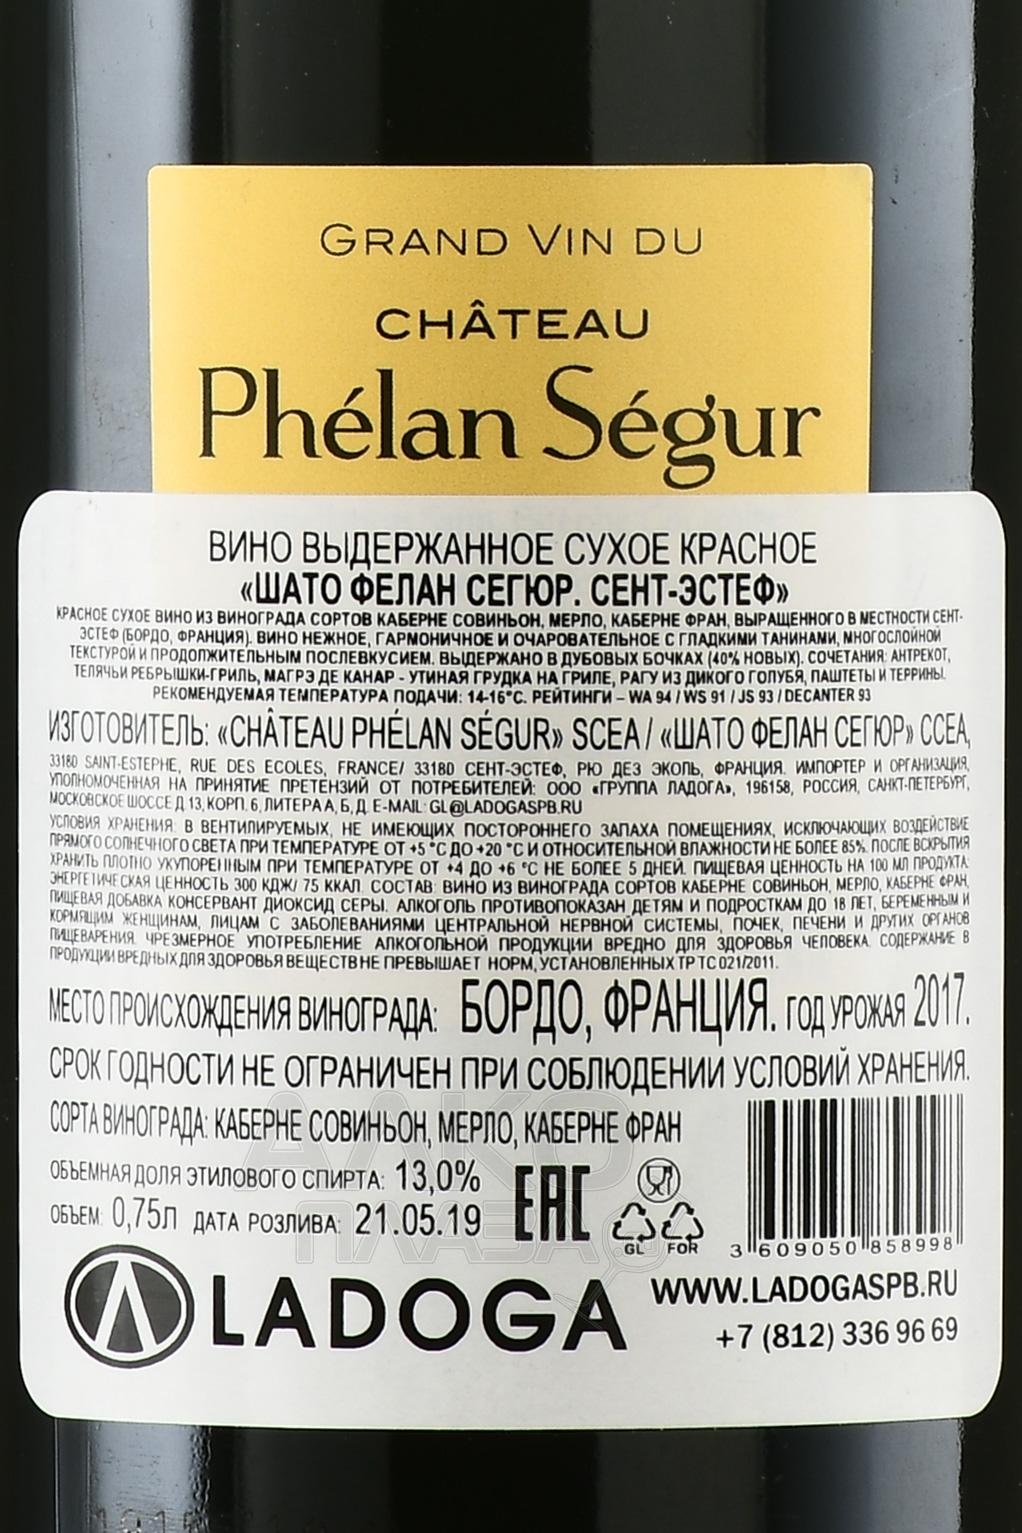 GRAND VIN DU
CHÂTEAU
Phélan Ségur
ВИНО ВЫДЕРЖАННОЕ СУХОЕ КРАСНОЕ
«ШАТО ФЕЛАН СЕГЮР. СЕНТ-ЭСТЕФ»
КРАСНОЕ СУХОЕ ВИНО ИЗ ВИНОГРАДА СОРТОВ КАБЕРНЕ СОВИНЬОН, МЕРЛО, КАБЕРНЕ ФРАН, ВЫРАЩЕННОГО В МЕСТНОСТИ СЕНТ-
ЭСТЕФ (БОРДО, ФРАНЦИЯ). ВИНО НЕЖНОЕ, ГАРМОНИЧНОЕ И ОЧАРОВАТЕЛЬНОЕ С ГЛАДКИМИ ТАНИНАМИ, МНОГОСЛОЙНОЙ
ТЕКСТУРОЙ И ПРОДОЛЖИТЕЛЬНЫМ ПОСЛЕВКУСИЕМ. ВЫДЕРЖАНО В ДУБОВЫХ БОЧКАХ (40% НОВЫХ). СОЧЕТАНИЯ: АНТРЕКОТ,
ТЕЛЯЧЬИ РЕБРЫШКИ-ГРИЛЬ, МАГРЭ ДЕ КАНАР - УТИНАЯ ГРУДКА НА ГРИЛЕ, РАГУ ИЗ ДИКОГО ГОЛУБЯ, ПАШТЕТЫ И ТЕРРИНЫ.
РЕКОМЕНДУЕМАЯ ТЕМПЕРАТУРА ПОДАЧИ: 14-16°С. РЕЙТИНГИ – WA 94 / WS 91 / JS 93 / DECANTER 93
ИЗГОТОВИТЕЛЬ: «CHÂTEAU PHÉLAN SÉGUR» SCEA / «ШАТО ФЕЛАН СЕГЮР» ССЕА,
33180 SAINT-ESTEPHE, RUE DES ECOLES, FRANCE/ 33180 СЕНТ-ЭСТЕФ, РЮ ДЕЗ ЭКОЛЬ, ФРАНЦИЯ. ИМПОРТЕР И ОРГАНИЗАЦИЯ,
УПОЛНОМОЧЕННАЯ НА ПРИНЯТИЕ ПРЕТЕНЗИЙ ОТ ПОТРЕБИТЕЛЕЙ: ООО «ГРУППА ЛАДОГА», 196158, РОССИЯ, САНКТ-ПЕТЕРБУРГ,
МОСКОВСКОЕ ШОССЕ Д 13, КОРП. 6, ЛИТЕРА А, Б, Д. E-MAIL: GL@LADOGASPB.RU
УСЛОВИЯ ХРАНЕНИЯ: В ВЕНТИЛИРУЕМЫХ, НЕ ИМЕЮЩИХ ПОСТОРОННЕГО ЗАПАХА ПОМЕЩЕНИЯХ, ИСКЛЮЧАЮЩИХ ВОЗДЕЙСТВИЕ
ПРЯМОГО СОЛНЕЧНОГО СВЕТА ПРИ ТЕМПЕРАТУРЕ ОТ +5 °С ДО +20 °С И ОТНОСИТЕЛЬНОЙ ВЛАЖНОСТИ НЕ БОЛЕЕ 85%. ПОСЛЕ ВСКРЫТИЯ
ХРАНИТЬ ПЛОТНО УКУПОРЕННЫМ ПРИ ТЕМПЕРАТУРЕ ОТ +4 ДО +6 °С НЕ БОЛЕЕ 5 ДНЕЙ. ПИЩЕВАЯ ЦЕННОСТЬ НА 100 МЛ ПРОДУКТА:
ЭНЕРГЕТИЧЕСКАЯ ЦЕННОСТЬ 300 КДЖ/ 75 ККАЛ. СОСТАВ: ВИНО ИЗ ВИНОГРАДА СОРТОВ КАБЕРНЕ СОВИНЬОН, МЕРЛО, КАБЕРНЕ ФРАН,
ПИЩЕВАЯ ДОБАВКА КОНСЕРВАНТ ДИОКСИД СЕРЫ. АЛКОГОЛЬ ПРОТИВОПОКАЗАН ДЕТЯМ И ПОДРОСТКАМ ДО 18 ЛЕТ, БЕРЕМЕННЫМ И
КОРМЯЩИМ ЖЕНЩИНАМ, ЛИЦАМ С ЗАБОЛЕВАНИЯМИ ЦЕНТРАЛЬНОЙ НЕРВНОЙ СИСТЕМЫ, ПОЧЕК, ПЕЧЕНИ И ДРУГИХ ОРГАНОВ
ПИЩЕВАРЕНИЯ. ЧРЕЗМЕРНОЕ УПОТРЕБЛЕНИЕ АЛКОГОЛЬНОЙ ПРОДУКЦИИ ВРЕДНО ДЛЯ ЗДОРОВЬЯ ЧЕЛОВЕКА. СОДЕРЖАНИЕ В
ПРОДУКЦИИ ВРЕДНЫХ ДЛЯ ЗДОРОВЬЯ ВЕЩЕСТВ НЕ ПРЕВЫШАЕТ НОРМ, УСТАНОВЛЕННЫХ ТР ТС 021/2011.
МЕСТО ПРОИСХОЖДЕНИЯ ВИНОГРАДА: БОРДО, ФРАНЦИЯ. ГОД УРОЖАЯ 2017.
СРОК ГОДНОСТИ НЕ ОГРАНИЧЕН ПРИ СОБЛЮДЕНИИ УСЛОВИЙ ХРАНЕНИЯ.
СОРТА ВИНОГРАДА: КАБЕРНЕ СОВИНЬОН, МЕРЛО, КАБЕРНЕ ФРАН
ОБЪЕМНАЯ ДОЛЯ ЭТИЛОВОГО СПИРТА: 13,0%
ОБЪЕМ: 0,75л ДАТА РОЗЛИВА: 21.05.19
EAC
GL FOR
3 609050 858998
АЛКО
ПЛАЗА
LADOGA
WWW.LADOGASPB.RU
+7 (812) 336 96 69